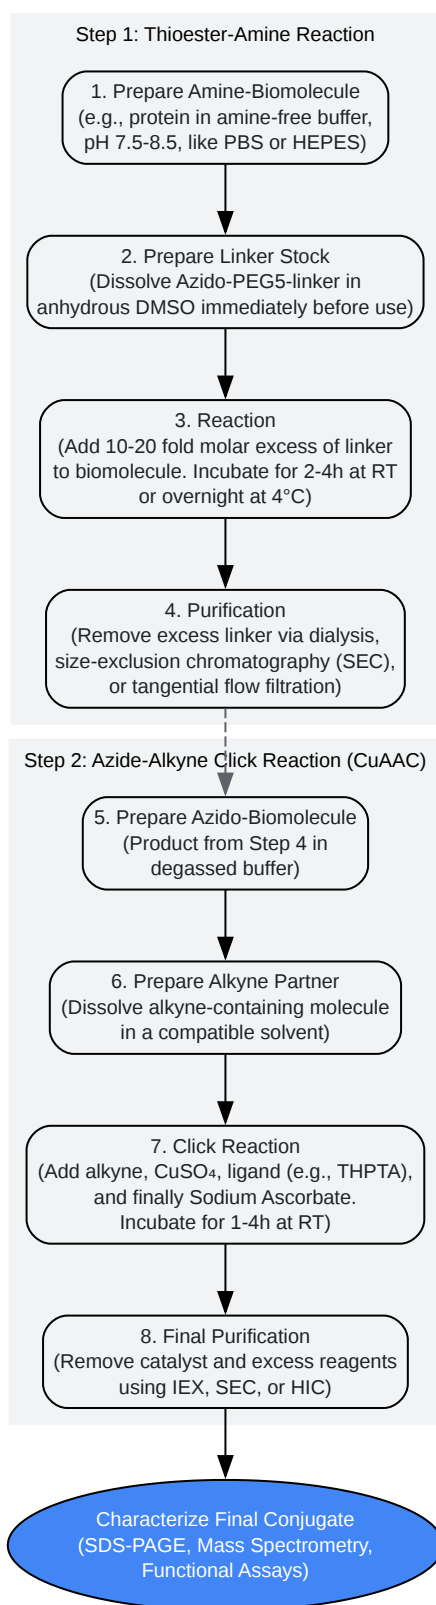 Step 1: Thioester-Amine Reaction
1. Prepare Amine-Biomolecule
(e.g., protein in amine-free buffer,
pH 7.5-8.5, like PBS or HEPES)
2. Prepare Linker Stock
(Dissolve Azido-PEG5-linker in
anhydrous DMSO immediately before use)
3. Reaction
(Add 10-20 fold molar excess of linker
to biomolecule. Incubate for 2-4h at RT
or overnight at 4°C)
4. Purification
(Remove excess linker via dialysis,
size-exclusion chromatography (SEC),
or tangential flow filtration)
Step 2: Azide-Alkyne Click Reaction (CuAAC)
5. Prepare Azido-Biomolecule
(Product from Step 4 in
degassed buffer)
6. Prepare Alkyne Partner
(Dissolve alkyne-containing molecule
in a compatible solvent)
7. Click Reaction
(Add alkyne, CuSO₄, ligand (e.g., THPTA),
and finally Sodium Ascorbate.
Incubate for 1-4h at RT)
8. Final Purification
(Remove catalyst and excess reagents
using IEX, SEC, or HIC)
Characterize Final Conjugate
(SDS-PAGE, Mass Spectrometry,
Functional Assays)